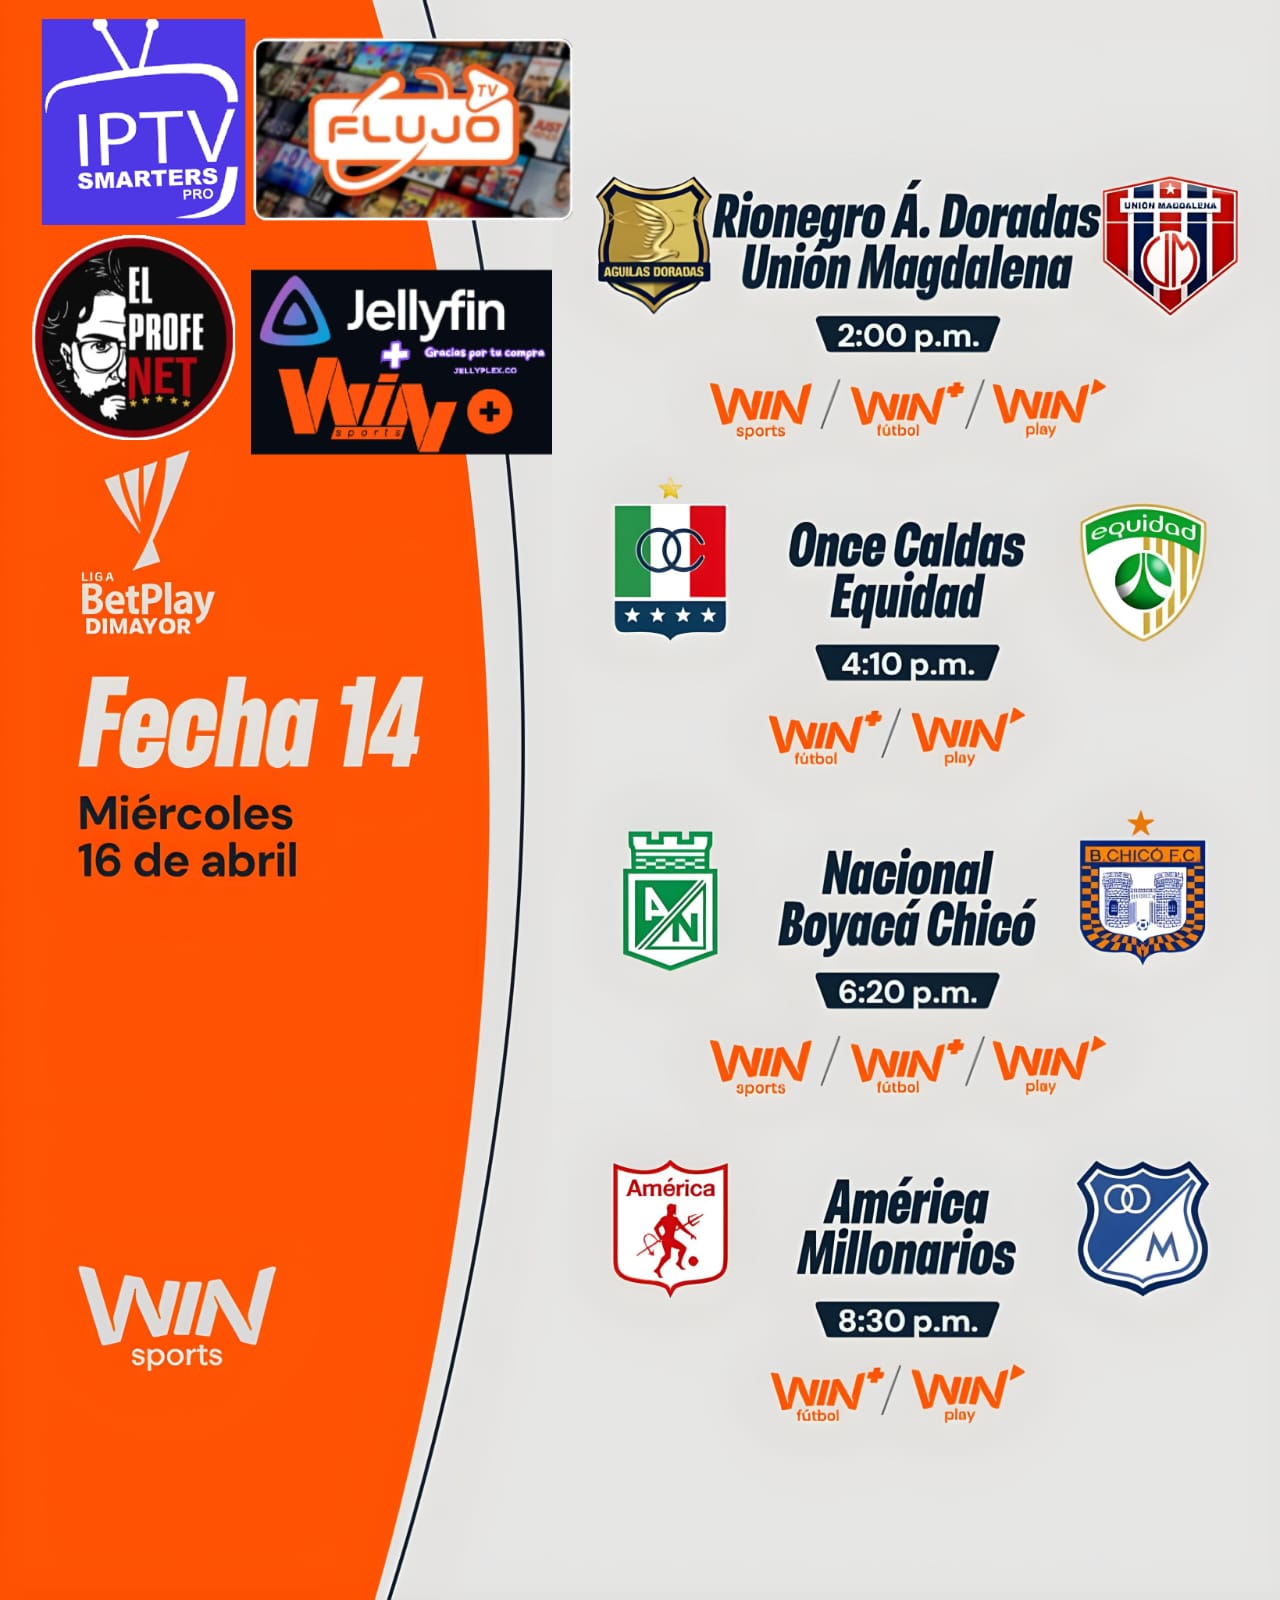 IPTV
SMARTERS
PRO
FLUJO
TV
EL
PROFE
NET
Jellyfin
Gracias por tu compra
JELLYPLEX.CO
WIN
sports
LIGA
BetPlay
DIMAYOR
Fecha 14
Miércoles
16 de abril
WIN
sports
AGUILAS DORADAS
Rionegro Á. Doradas
Unión Magdalena
UNION MAGDALENA
2:00 p.m.
WIN sports / WIN+ fútbol / WIN play
Once Caldas
Equidad
equidad
4:10 p.m.
WIN+ fútbol / WIN play
AN
Nacional
Boyacá Chicó
B.CHICÓ F.C.
6:20 p.m.
WIN sports / WIN+ fútbol / WIN play
América
América
Millonarios
M
8:30 p.m.
WIN+ fútbol / WIN play